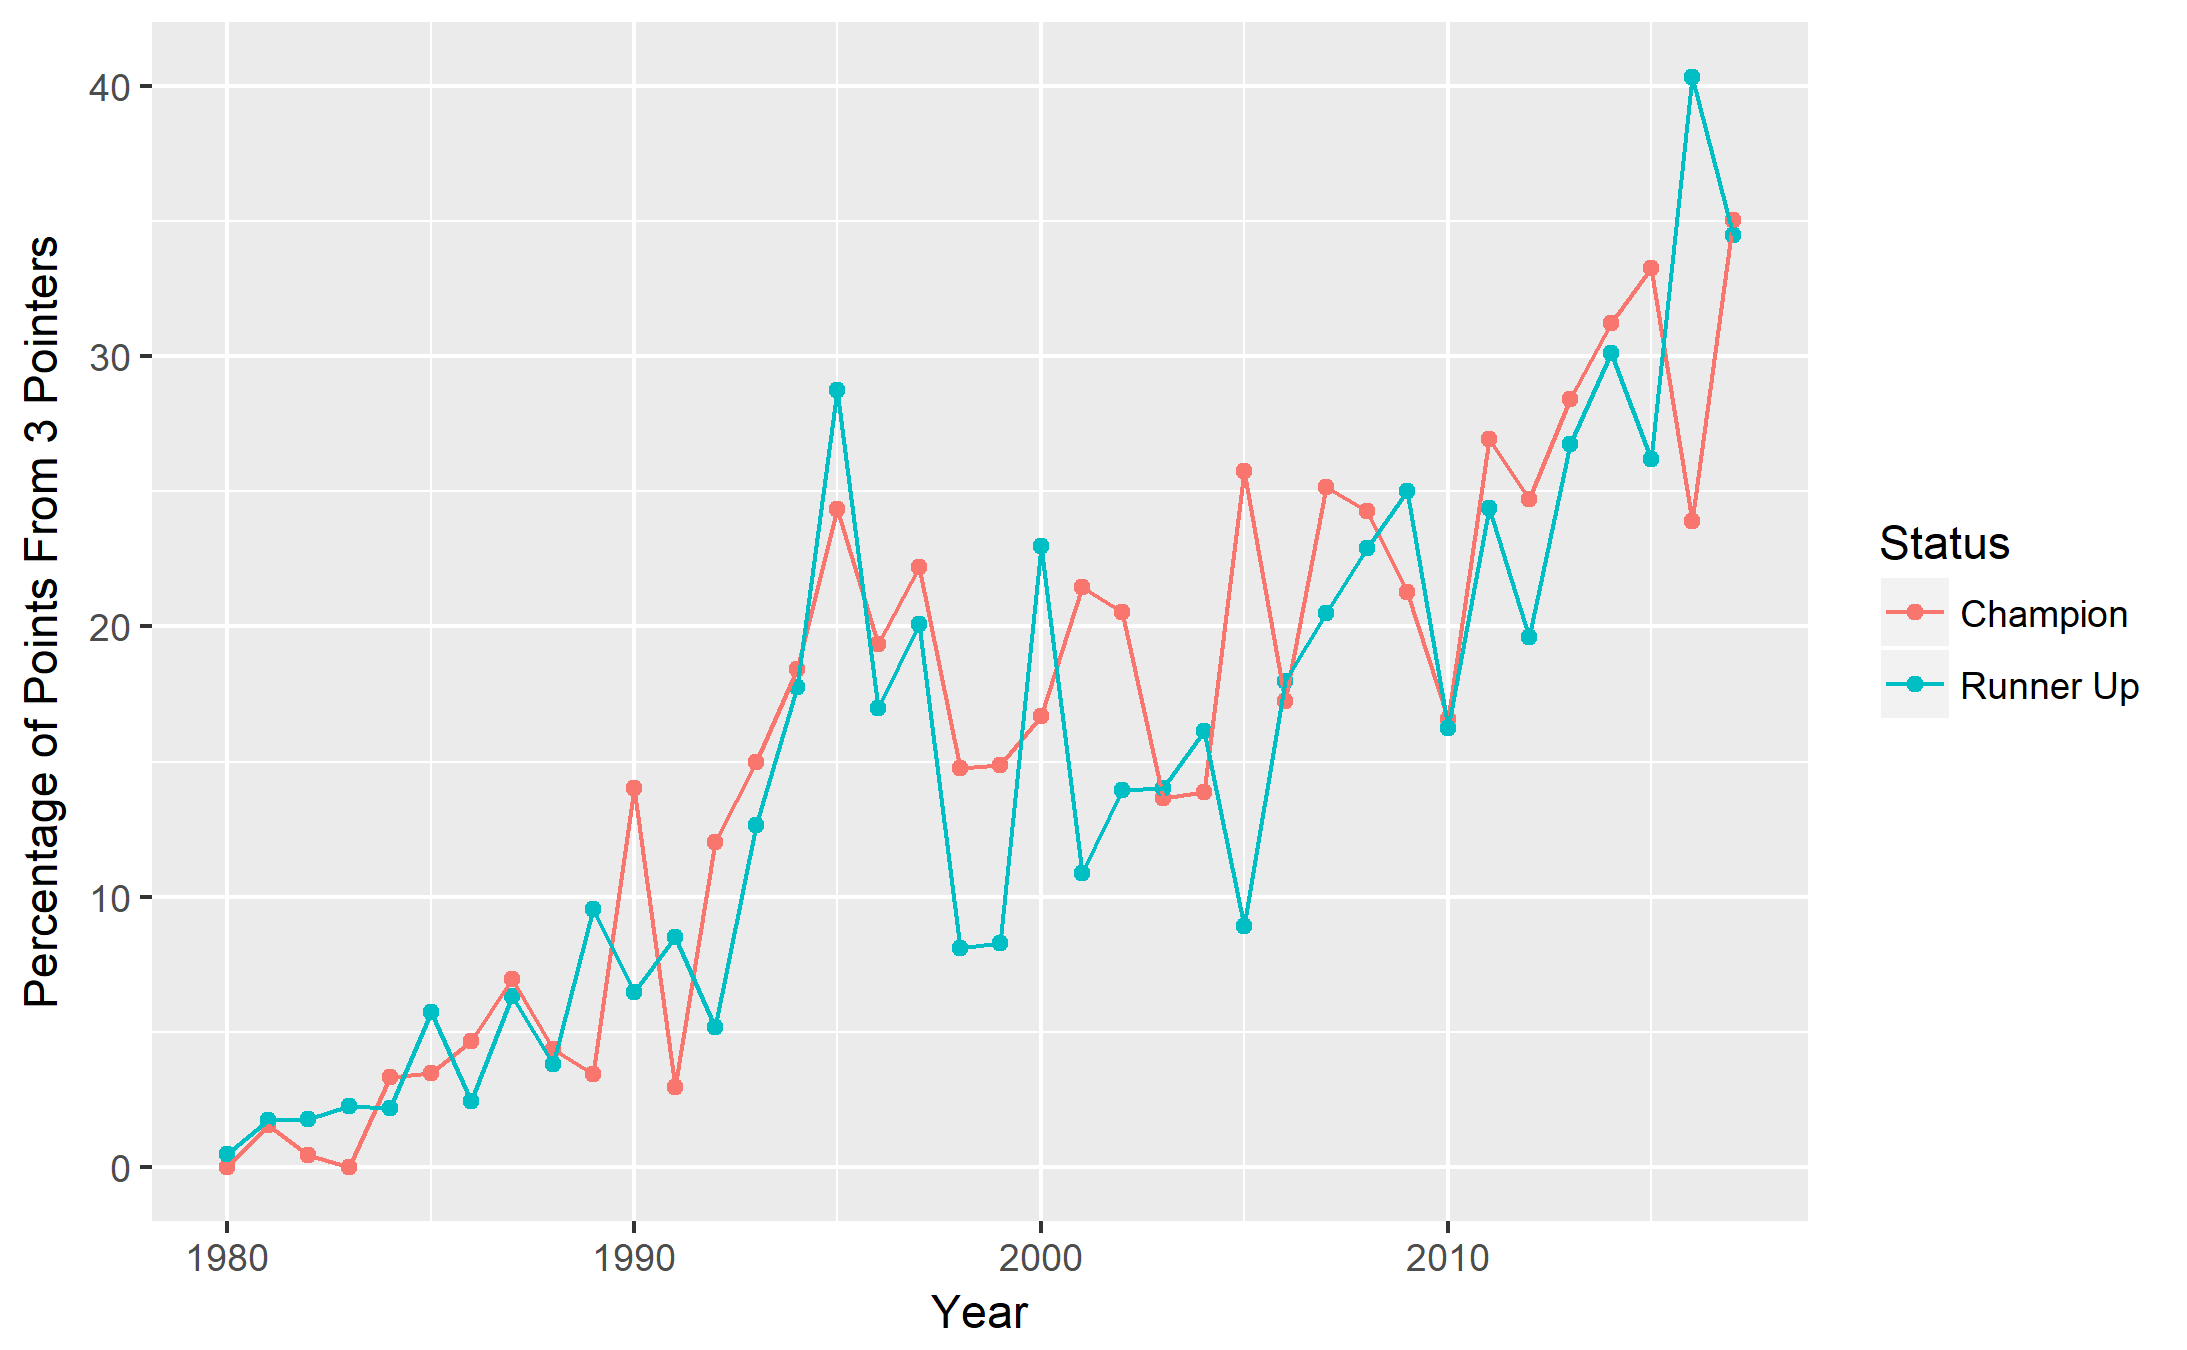 Percentage of Points From 3 Pointers
40
30
20
10
0
1980 1990 2000 2010
Year
Status
Champion
Runner Up